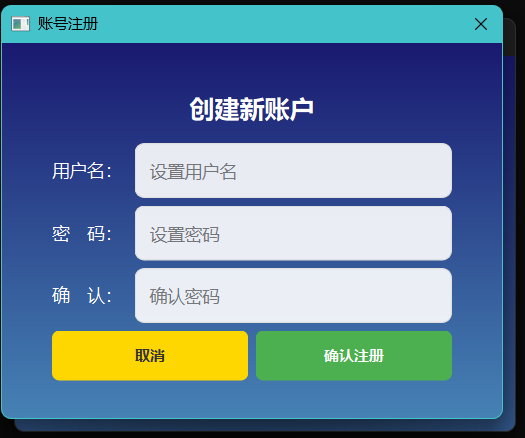 账号注册
创建新账户
用户名: 设置用户名
密　码: 设置密码
确　认: 确认密码
取消 确认注册